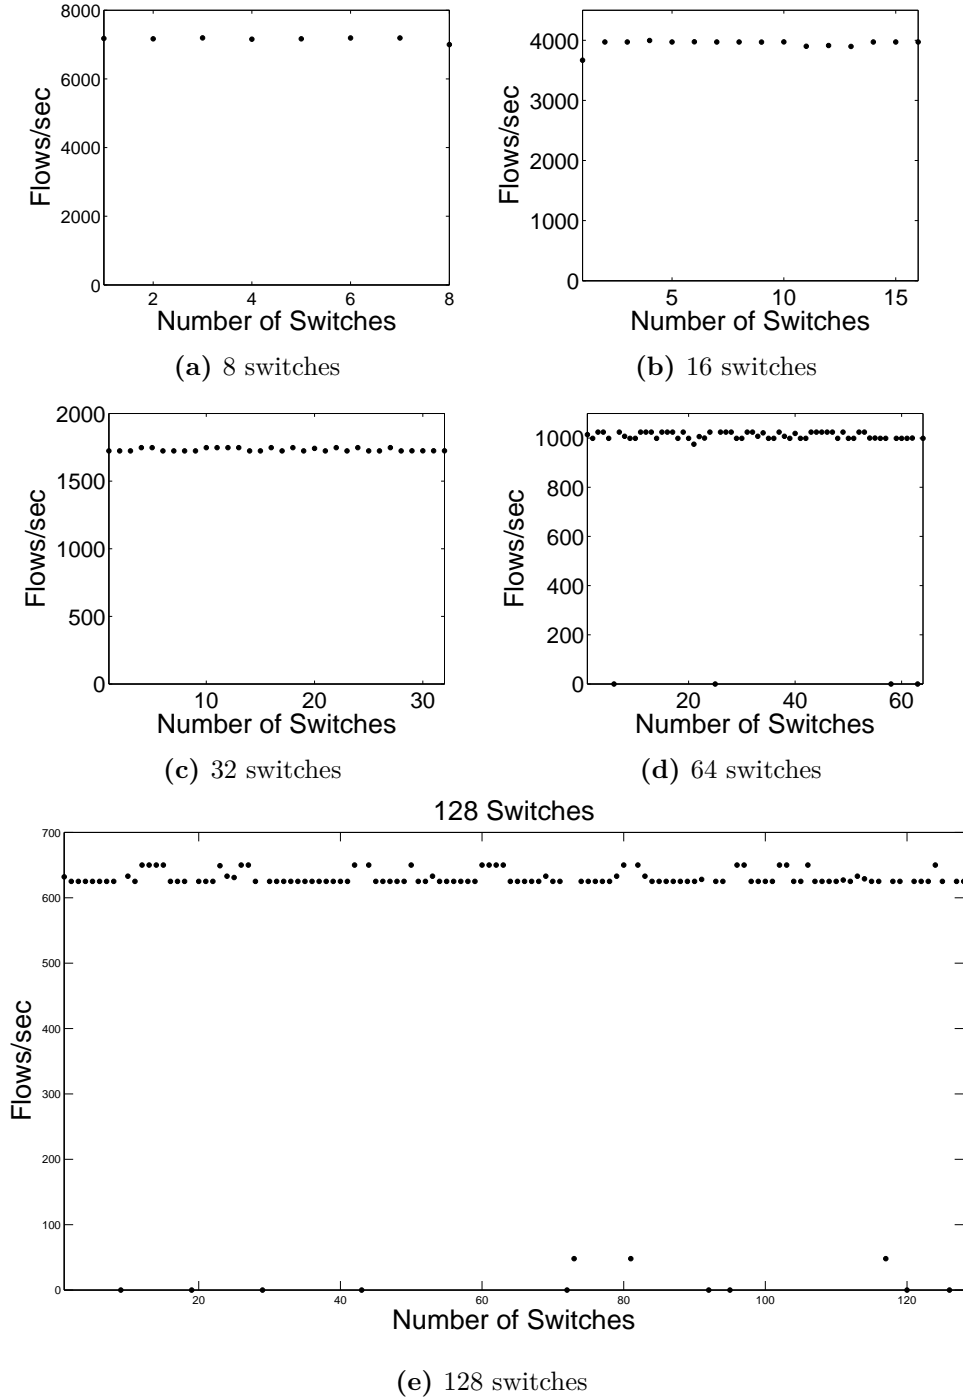 8000
6000
4000
2000
0
Flows/sec
2 4 6 8
Number of Switches
(a) 8 switches
4000
3000
2000
1000
0
Flows/sec
5 10 15
Number of Switches
(b) 16 switches
2000
1500
1000
500
0
Flows/sec
10 20 30
Number of Switches
(c) 32 switches
1000
800
600
400
200
0
Flows/sec
20 40 60
Number of Switches
(d) 64 switches
128 Switches
700
600
500
400
300
200
100
0
Flows/sec
20 40 60 80 100 120
Number of Switches
(e) 128 switches